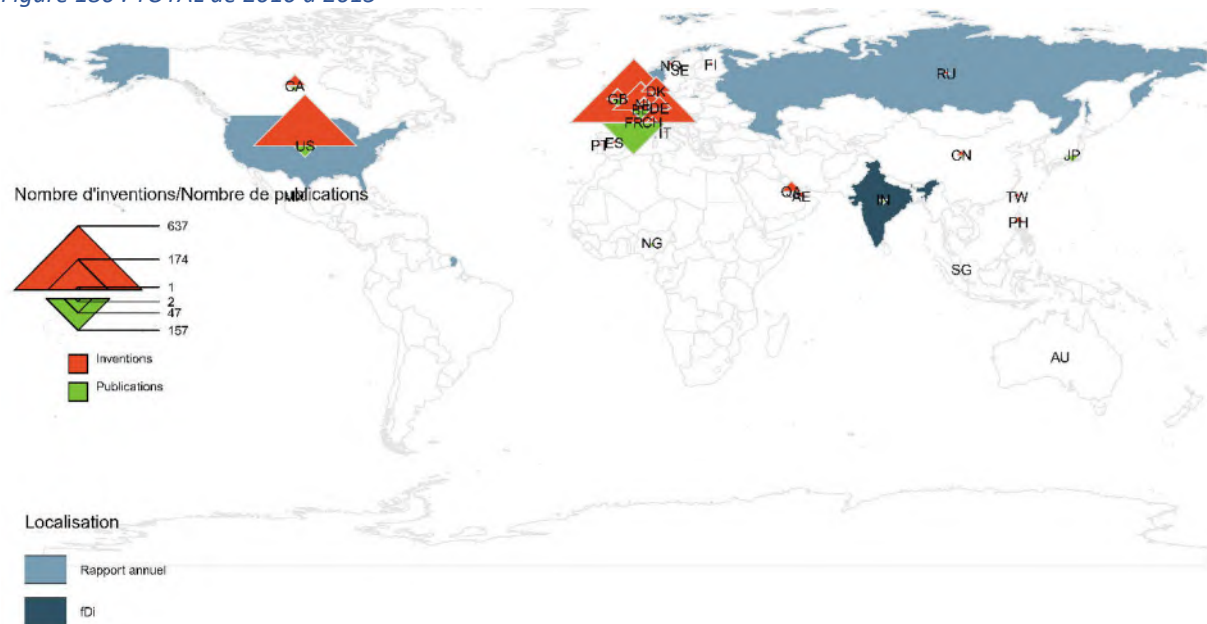 NO
SE
FI
RU
CA
GB
DK
DE
US
FR
CH
IT
PT
ES
CN
JP
Nombre d'inventions/Nombre de publications
QA
AE
IN
TW
637
PH
NG
174
SG
1
2
47
157
Inventions
AU
Publications
Localisation
Rapport annuel
fDi